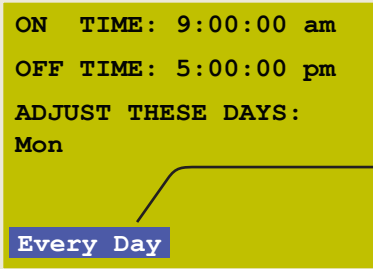 ON TIME: 9:00:00 am
OFF TIME: 5:00:00 pm
ADJUST THESE DAYS:
Mon
Every Day